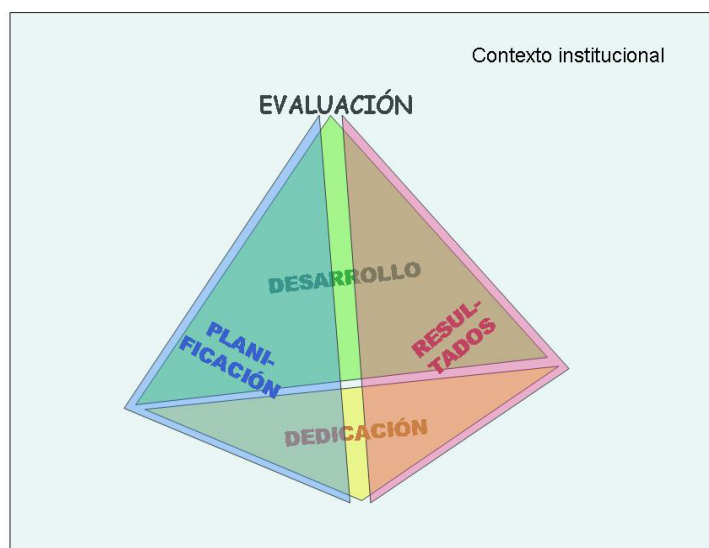 Contexto institucional
EVALUACIÓN
DESARROLLO
PLANI-
FICACIÓN
RESUL-
TADOS
DEDICACIÓN